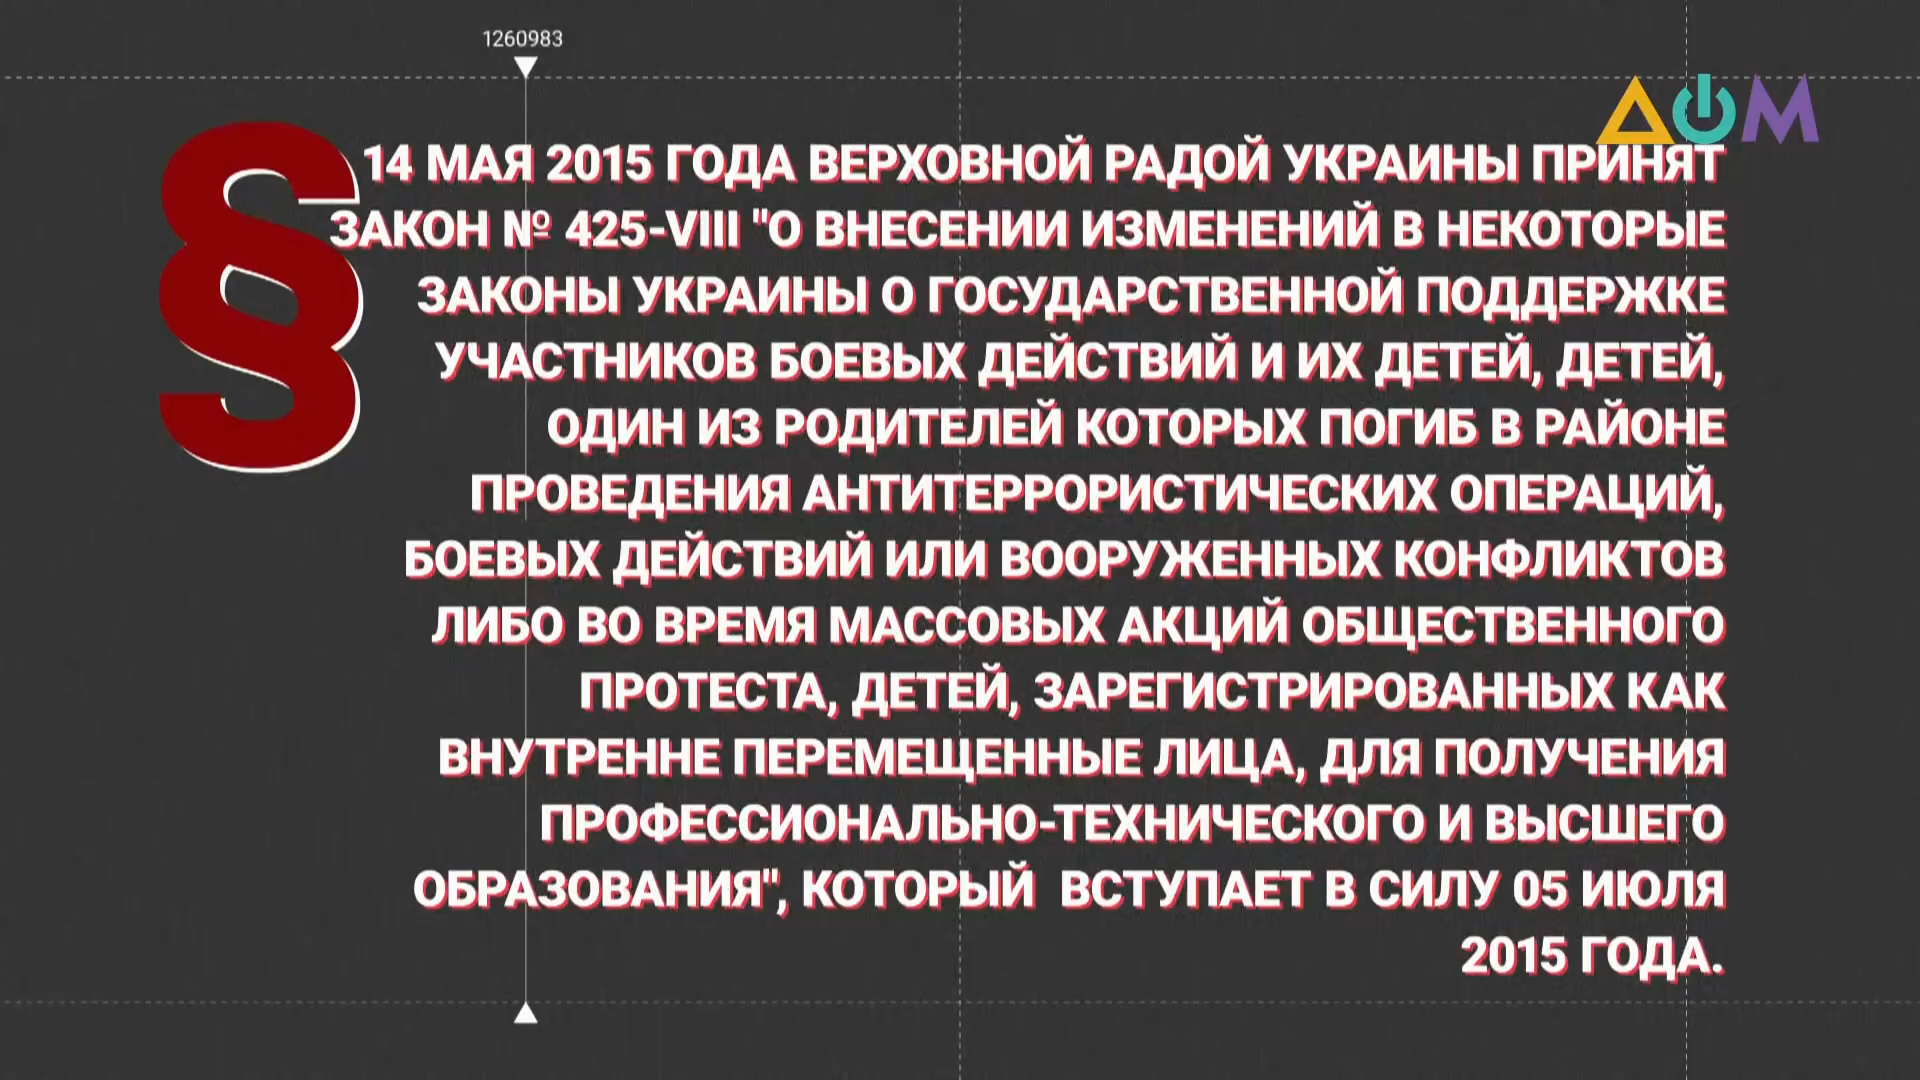 1260983
ДОМ
§
14 МАЯ 2015 ГОДА ВЕРХОВНОЙ РАДОЙ УКРАИНЫ ПРИНЯТ
ЗАКОН № 425-VIII "О ВНЕСЕНИИ ИЗМЕНЕНИЙ В НЕКОТОРЫЕ
ЗАКОНЫ УКРАИНЫ О ГОСУДАРСТВЕННОЙ ПОДДЕРЖКЕ
УЧАСТНИКОВ БОЕВЫХ ДЕЙСТВИЙ И ИХ ДЕТЕЙ, ДЕТЕЙ,
ОДИН ИЗ РОДИТЕЛЕЙ КОТОРЫХ ПОГИБ В РАЙОНЕ
ПРОВЕДЕНИЯ АНТИТЕРРОРИСТИЧЕСКИХ ОПЕРАЦИЙ,
БОЕВЫХ ДЕЙСТВИЙ ИЛИ ВООРУЖЕННЫХ КОНФЛИКТОВ
ЛИБО ВО ВРЕМЯ МАССОВЫХ АКЦИЙ ОБЩЕСТВЕННОГО
ПРОТЕСТА, ДЕТЕЙ, ЗАРЕГИСТРИРОВАННЫХ КАК
ВНУТРЕННЕ ПЕРЕМЕЩЕННЫЕ ЛИЦА, ДЛЯ ПОЛУЧЕНИЯ
ПРОФЕССИОНАЛЬНО-ТЕХНИЧЕСКОГО И ВЫСШЕГО
ОБРАЗОВАНИЯ", КОТОРЫЙ ВСТУПАЕТ В СИЛУ 05 ИЮЛЯ
2015 ГОДА.